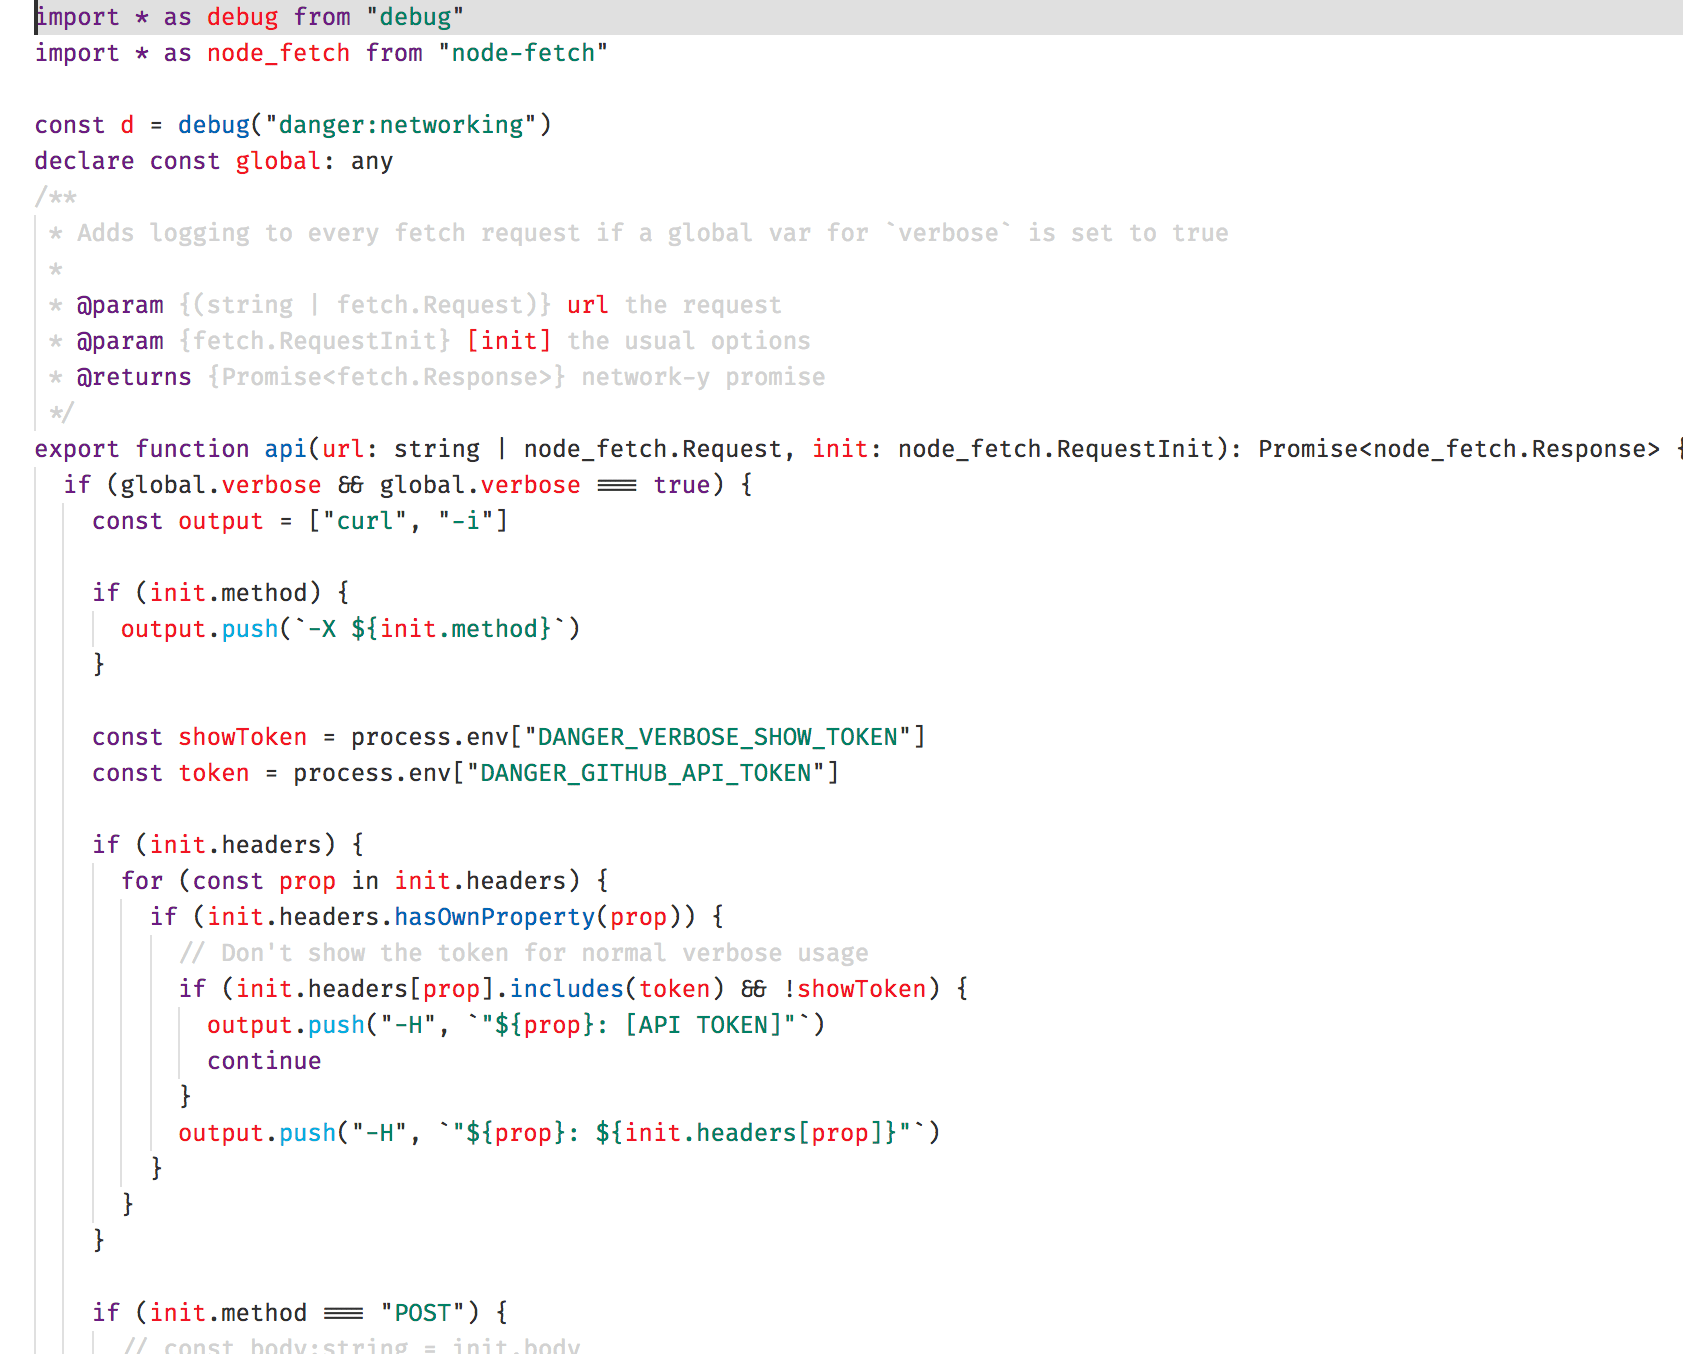 import * as debug from "debug"
import * as node_fetch from "node-fetch"

const d = debug("danger:networking")
declare const global: any
/**
 * Adds logging to every fetch request if a global var for `verbose` is set to true
 *
 * @param {(string | fetch.Request)} url the request
 * @param {fetch.RequestInit} [init] the usual options
 * @returns {Promise<fetch.Response>} network-y promise
 */
export function api(url: string | node_fetch.Request, init: node_fetch.RequestInit): Promise<node_fetch.Response> {
  if (global.verbose && global.verbose === true) {
    const output = ["curl", "-i"]

    if (init.method) {
      output.push(`-X ${init.method}`)
    }

    const showToken = process.env["DANGER_VERBOSE_SHOW_TOKEN"]
    const token = process.env["DANGER_GITHUB_API_TOKEN"]

    if (init.headers) {
      for (const prop in init.headers) {
        if (init.headers.hasOwnProperty(prop)) {
          // Don't show the token for normal verbose usage
          if (init.headers[prop].includes(token) && !showToken) {
            output.push("-H", `"${prop}: [API TOKEN]"`)
            continue
          }
          output.push("-H", `"${prop}: ${init.headers[prop]}"`)
        }
      }
    }

    if (init.method === "POST") {
      // const body:string = init.body